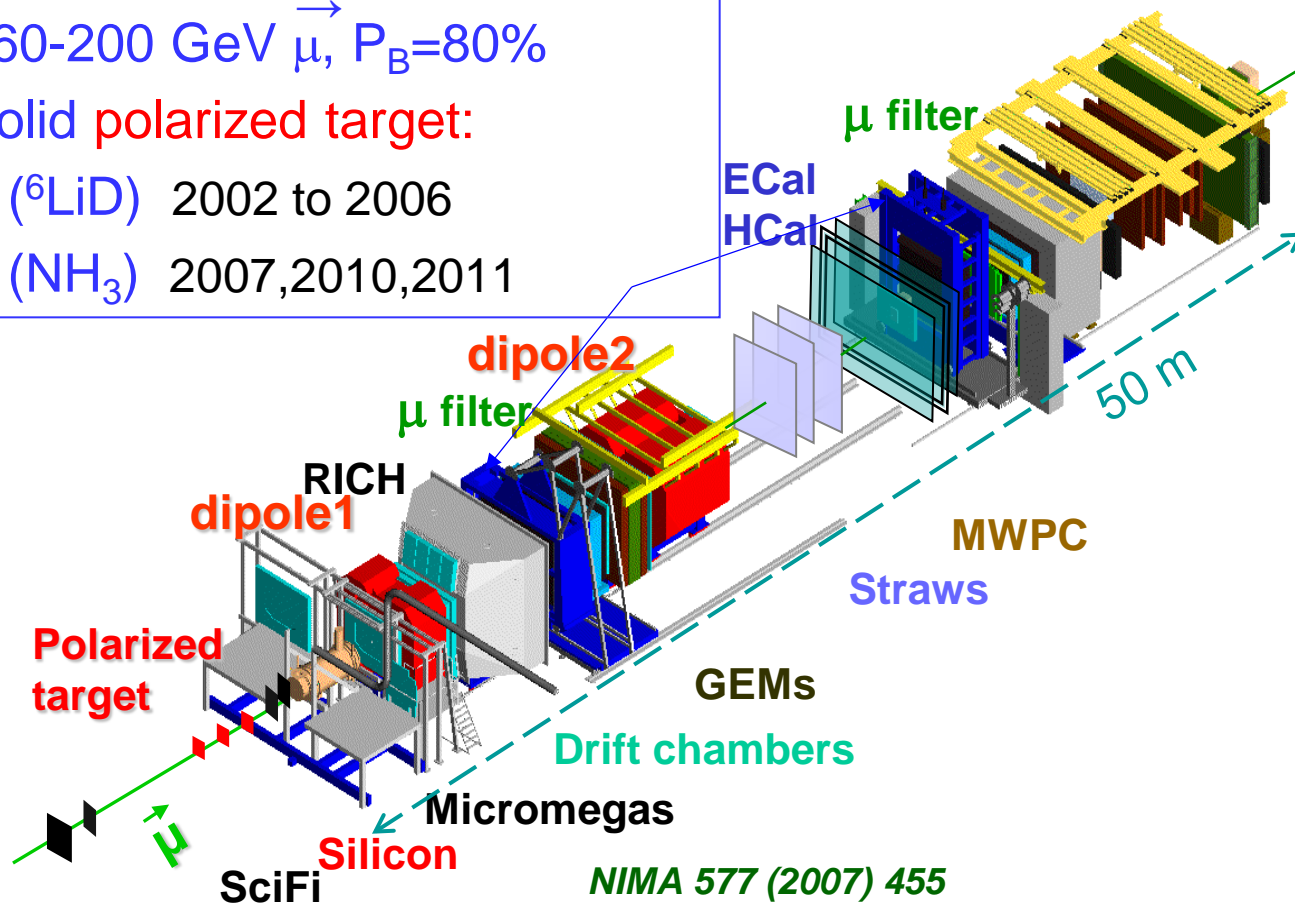 60-200 GeV μ, P_B=80%
olid polarized target:
(⁶LiD) 2002 to 2006
(NH₃) 2007,2010,2011
μ filter
ECal
HCal
dipole2
μ filter
50 m
RICH
dipole1
MWPC
Straws
Polarized
target
GEMs
Drift chambers
Micromegas
μ
Silicon
SciFi
NIMA 577 (2007) 455